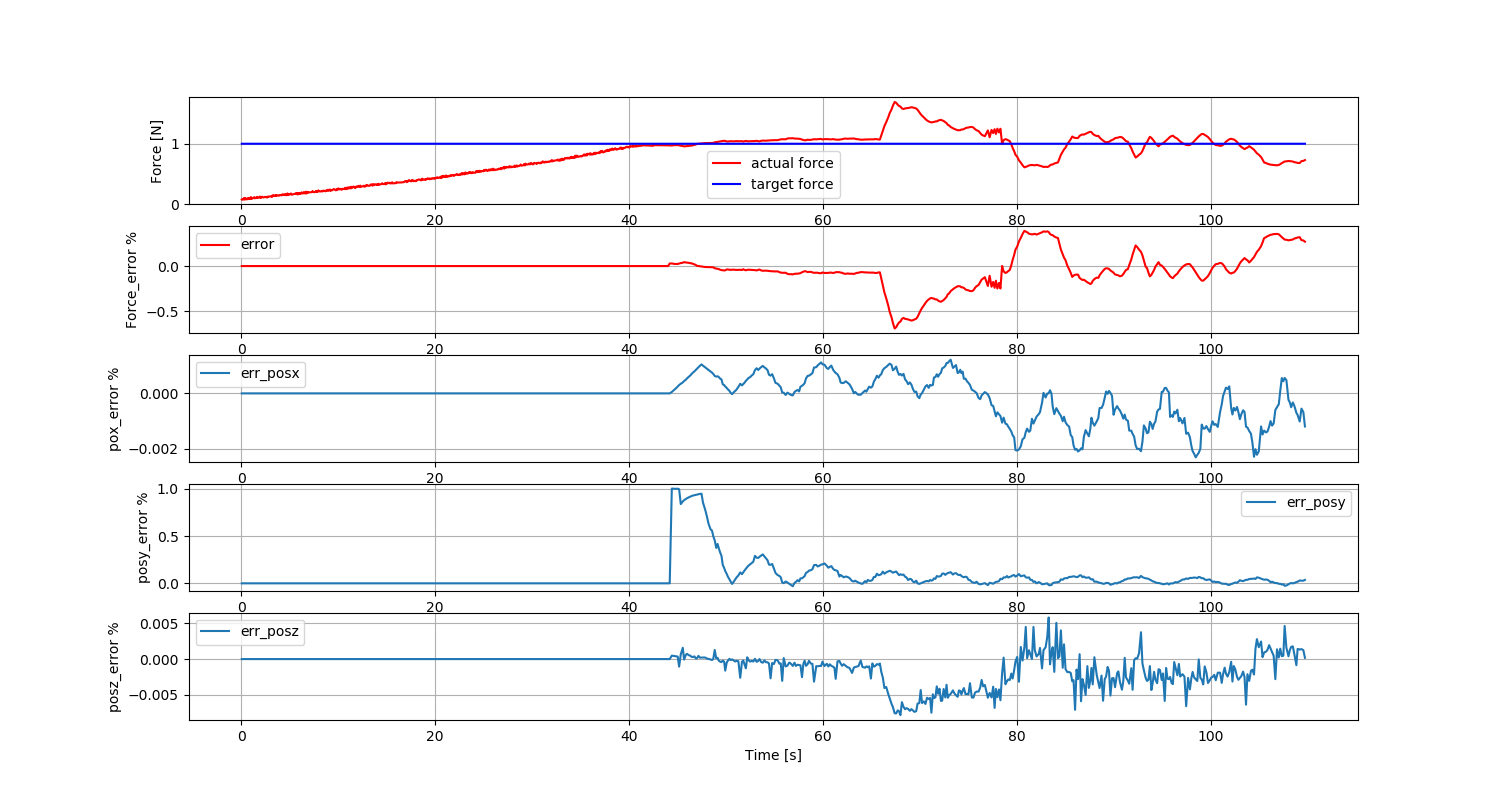 Force [N]
1
0
actual force
target force
0 20 40 60 80 100
Force_error %
0.0
−0.5
error
0 20 40 60 80 100
pox_error %
0.000
−0.002
err_posx
0 20 40 60 80 100
posy_error %
1.0
0.5
0.0
err_posy
0 20 40 60 80 100
posz_error %
0.005
0.000
−0.005
err_posz
0 20 40 60 80 100
Time [s]